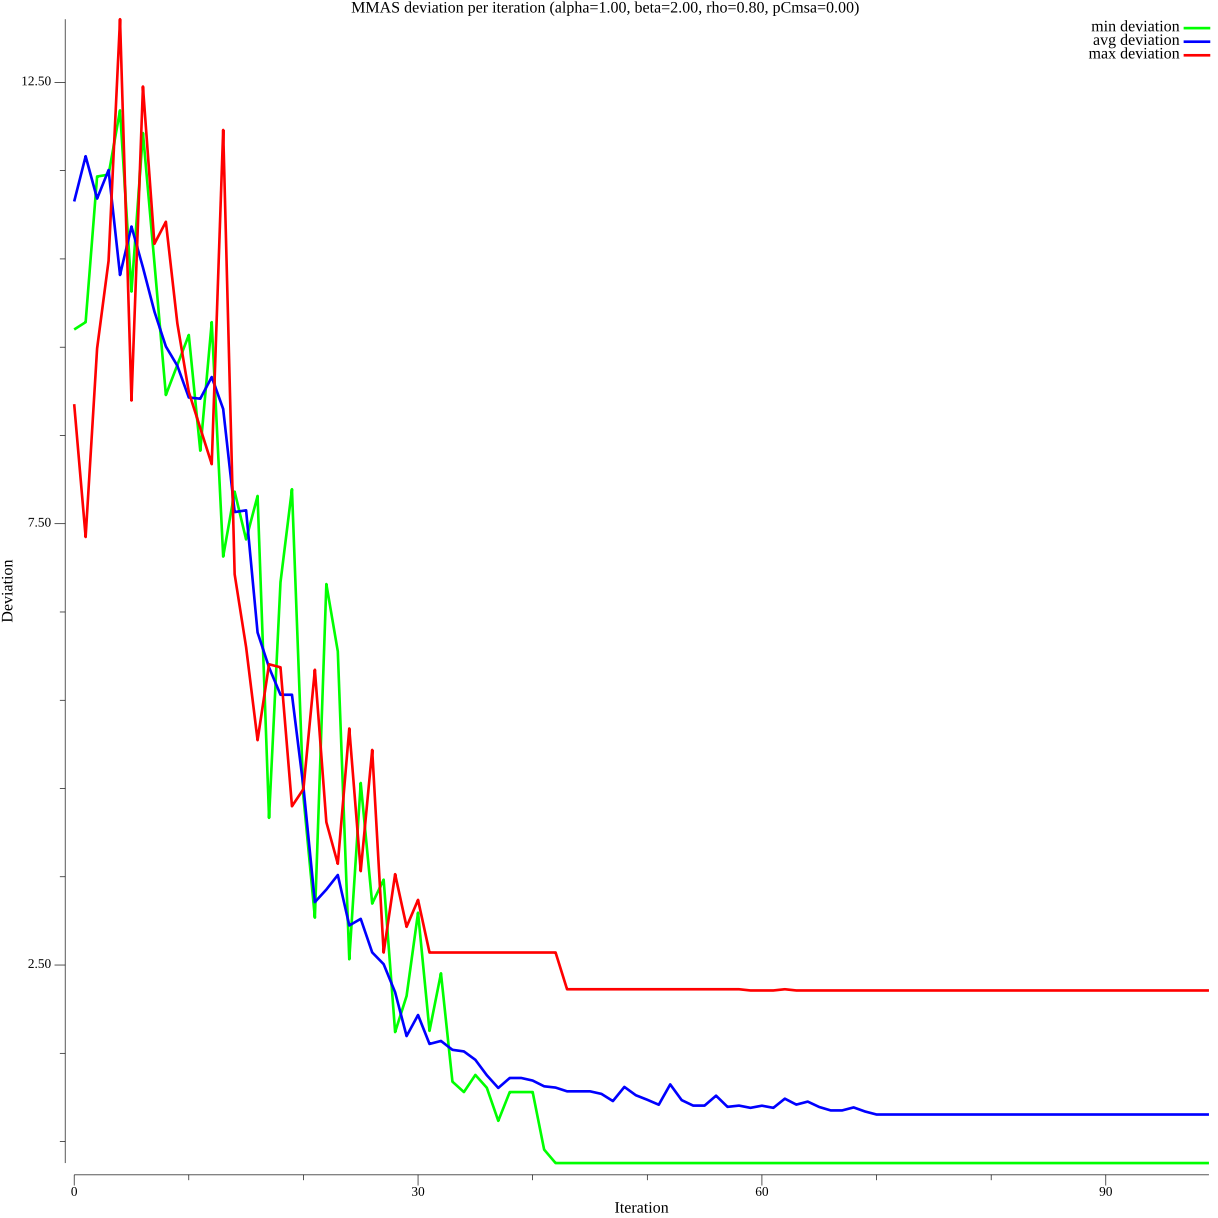 MMAS deviation per iteration (alpha=1.00, beta=2.00, rho=0.80, pCmsa=0.00)
min deviation
avg deviation
max deviation
12.50
7.50
2.50
Deviation
0
30
60
90
Iteration